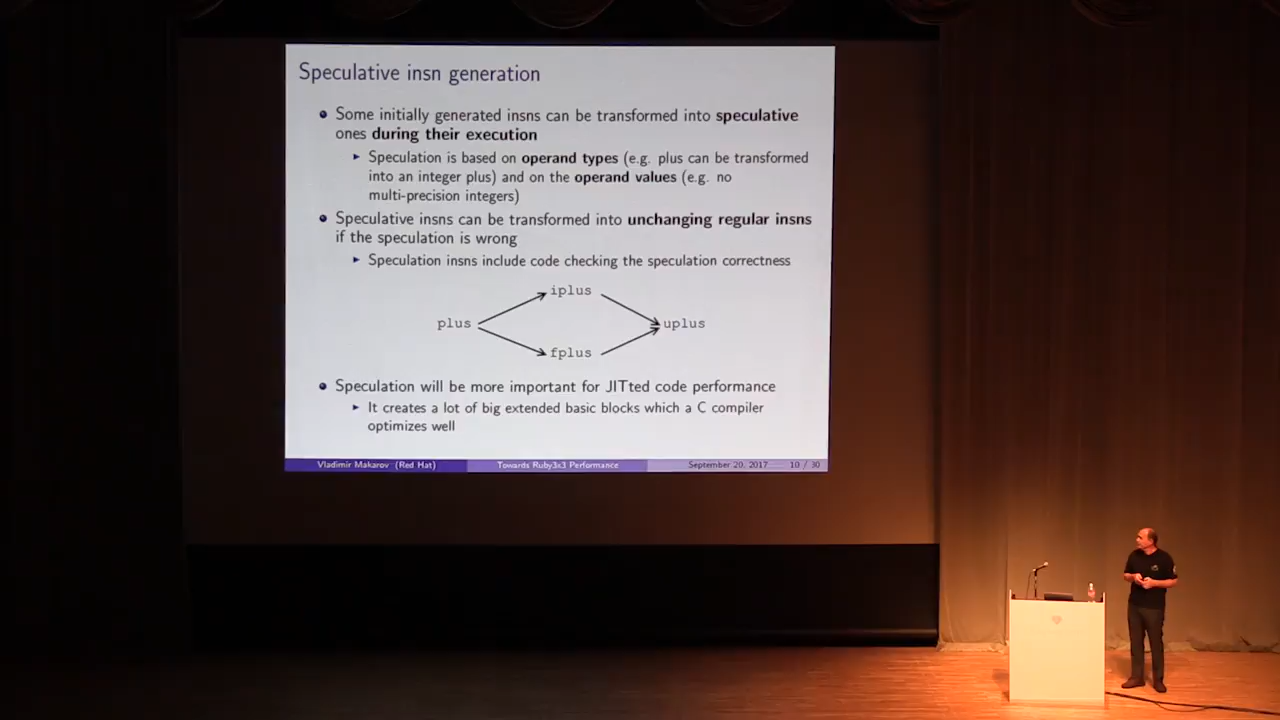 Speculative insn generation
Some initially generated insns can be transformed into speculative
ones during their execution
Speculation is based on operand types (e.g. plus can be transformed
into an integer plus) and on the operand values (e.g. no
multi-precision integers)
Speculative insns can be transformed into unchanging regular insns
if the speculation is wrong
Speculation insns include code checking the speculation correctness
iplus
plus
uplus
fplus
Speculation will be more important for JITted code performance
It creates a lot of big extended basic blocks which a C compiler
optimizes well
Vladimir Makarov (Red Hat) Towards Ruby3x3 Performance September 20, 2017 10 / 30